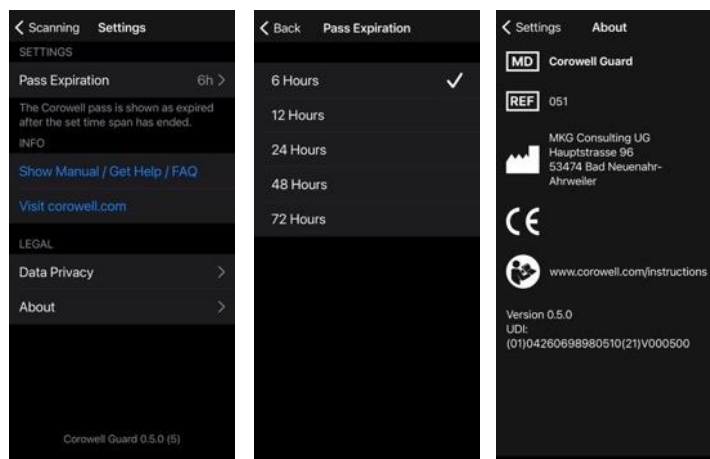 Scanning Settings
SETTINGS
Pass Expiration 6h
The Corowell pass is shown as expired
after the set time span has ended.
INFO
Show Manual / Get Help / FAQ
Visit corowell.com
LEGAL
Data Privacy
About
Corowell Guard 0.5.0 (5)
Back Pass Expiration
6 Hours
12 Hours
24 Hours
48 Hours
72 Hours
Settings About
MD Corowell Guard
REF 051
MKG Consulting UG
Hauptstrasse 96
53474 Bad Neuenahr-
Ahrweiler
CE
www.corowell.com/instructions
Version 0.5.0
UDI:
(01)04260698980510(21)V000500